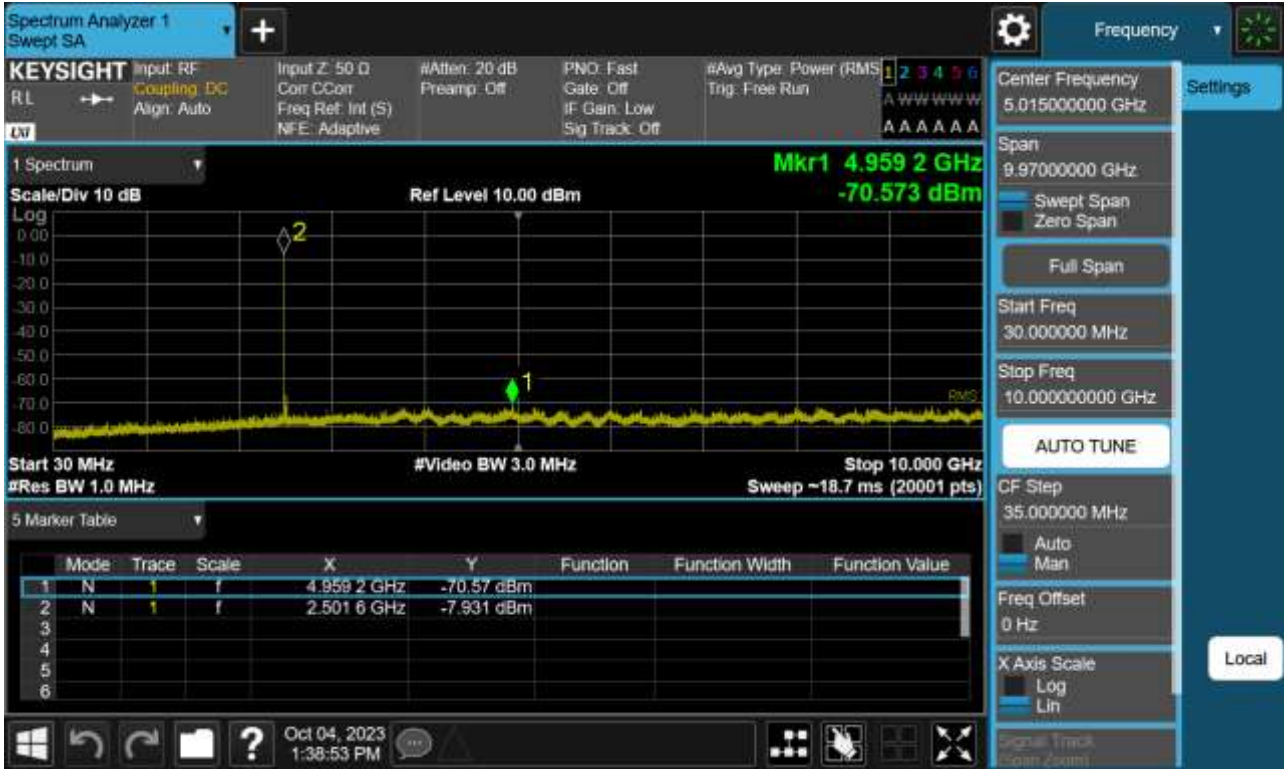 Spectrum Analyzer 1
Swept SA
Frequency
KEYSIGHT
RL
LXI
Input: RF
Coupling: DC
Align: Auto
Input Z: 50 Ω
Corr CCorr
Freq Ref: Int (S)
NFE: Adaptive
#Atten: 20 dB
Preamp: Off
PNO: Fast
Gate: Off
IF Gain: Low
Sig Track: Off
#Avg Type: Power (RMS
Trig: Free Run
1 2 3 4 5 6
A W W W W W
A A A A A A
1 Spectrum
Scale/Div 10 dB
Ref Level 10.00 dBm
Mkr1 4.959 2 GHz
-70.573 dBm
Log
0.00
-10.0
-20.0
-30.0
-40.0
-50.0
-60.0
-70.0
-80.0
2
1
RMS
Start 30 MHz
#Video BW 3.0 MHz
Stop 10.000 GHz
#Res BW 1.0 MHz
Sweep ~18.7 ms (20001 pts)
5 Marker Table
Mode Trace Scale X Y Function Function Width Function Value
1 N 1 f 4.959 2 GHz -70.57 dBm
2 N 1 f 2.501 6 GHz -7.931 dBm
3
4
5
6
Oct 04, 2023
1:38:53 PM
Center Frequency
5.015000000 GHz
Span
9.97000000 GHz
Swept Span
Zero Span
Full Span
Start Freq
30.000000 MHz
Stop Freq
10.000000000 GHz
AUTO TUNE
CF Step
35.000000 MHz
Auto
Man
Freq Offset
0 Hz
X Axis Scale
Log
Lin
Signal Track
(Span Zoom)
Settings
Local